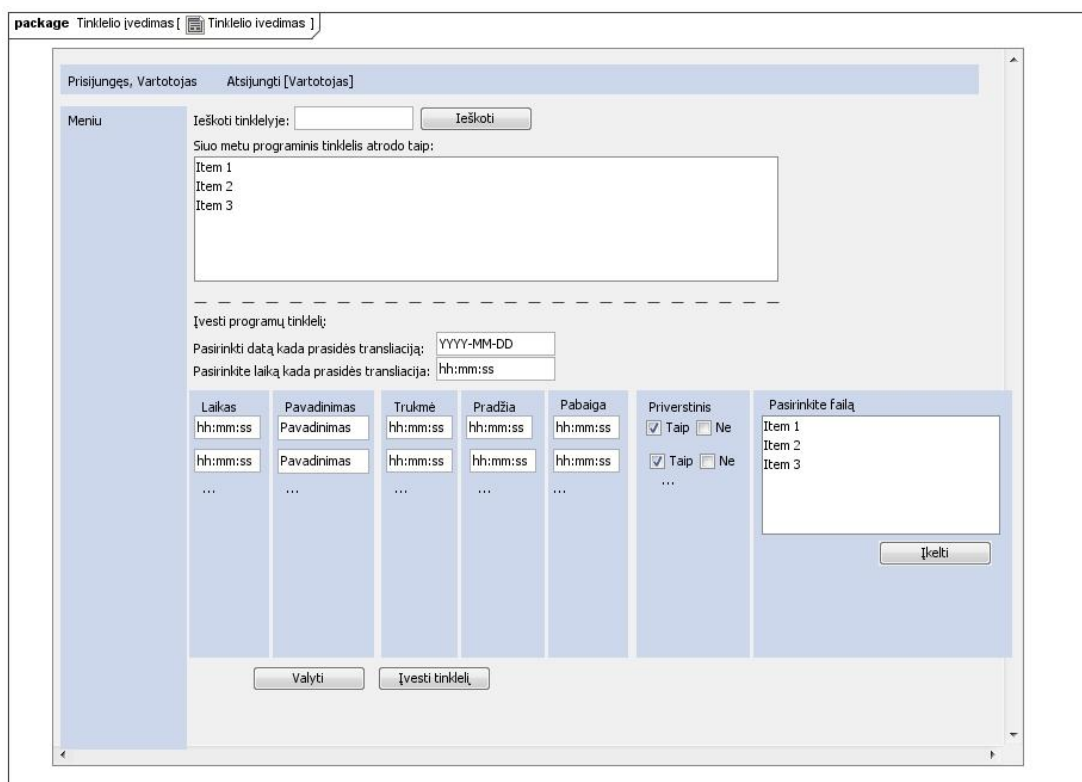 package Tinklelio įvedimas [ Tinklelio ivedimas ]
Prisijungęs, Vartotojas Atsijungti [Vartotojas]
Meniu
Ieškoti tinklelyje: Ieškoti
Siuo metu programinis tinklelis atrodo taip:
Item 1
Item 2
Item 3
Įvesti programų tinklelį:
Pasirinkti datą kada prasidės transliaciją: YYYY-MM-DD
Pasirinkite laiką kada prasidės transliacija: hh:mm:ss
Laikas Pavadinimas Trukmė Pradžia Pabaiga Priverstinis Pasirinkite failą
hh:mm:ss Pavadinimas hh:mm:ss hh:mm:ss hh:mm:ss Taip Ne Item 1
Item 2
hh:mm:ss Pavadinimas hh:mm:ss hh:mm:ss hh:mm:ss Taip Ne Item 3
... ... ... ... ... ...
Įkelti
Valyti Įvesti tinklelį